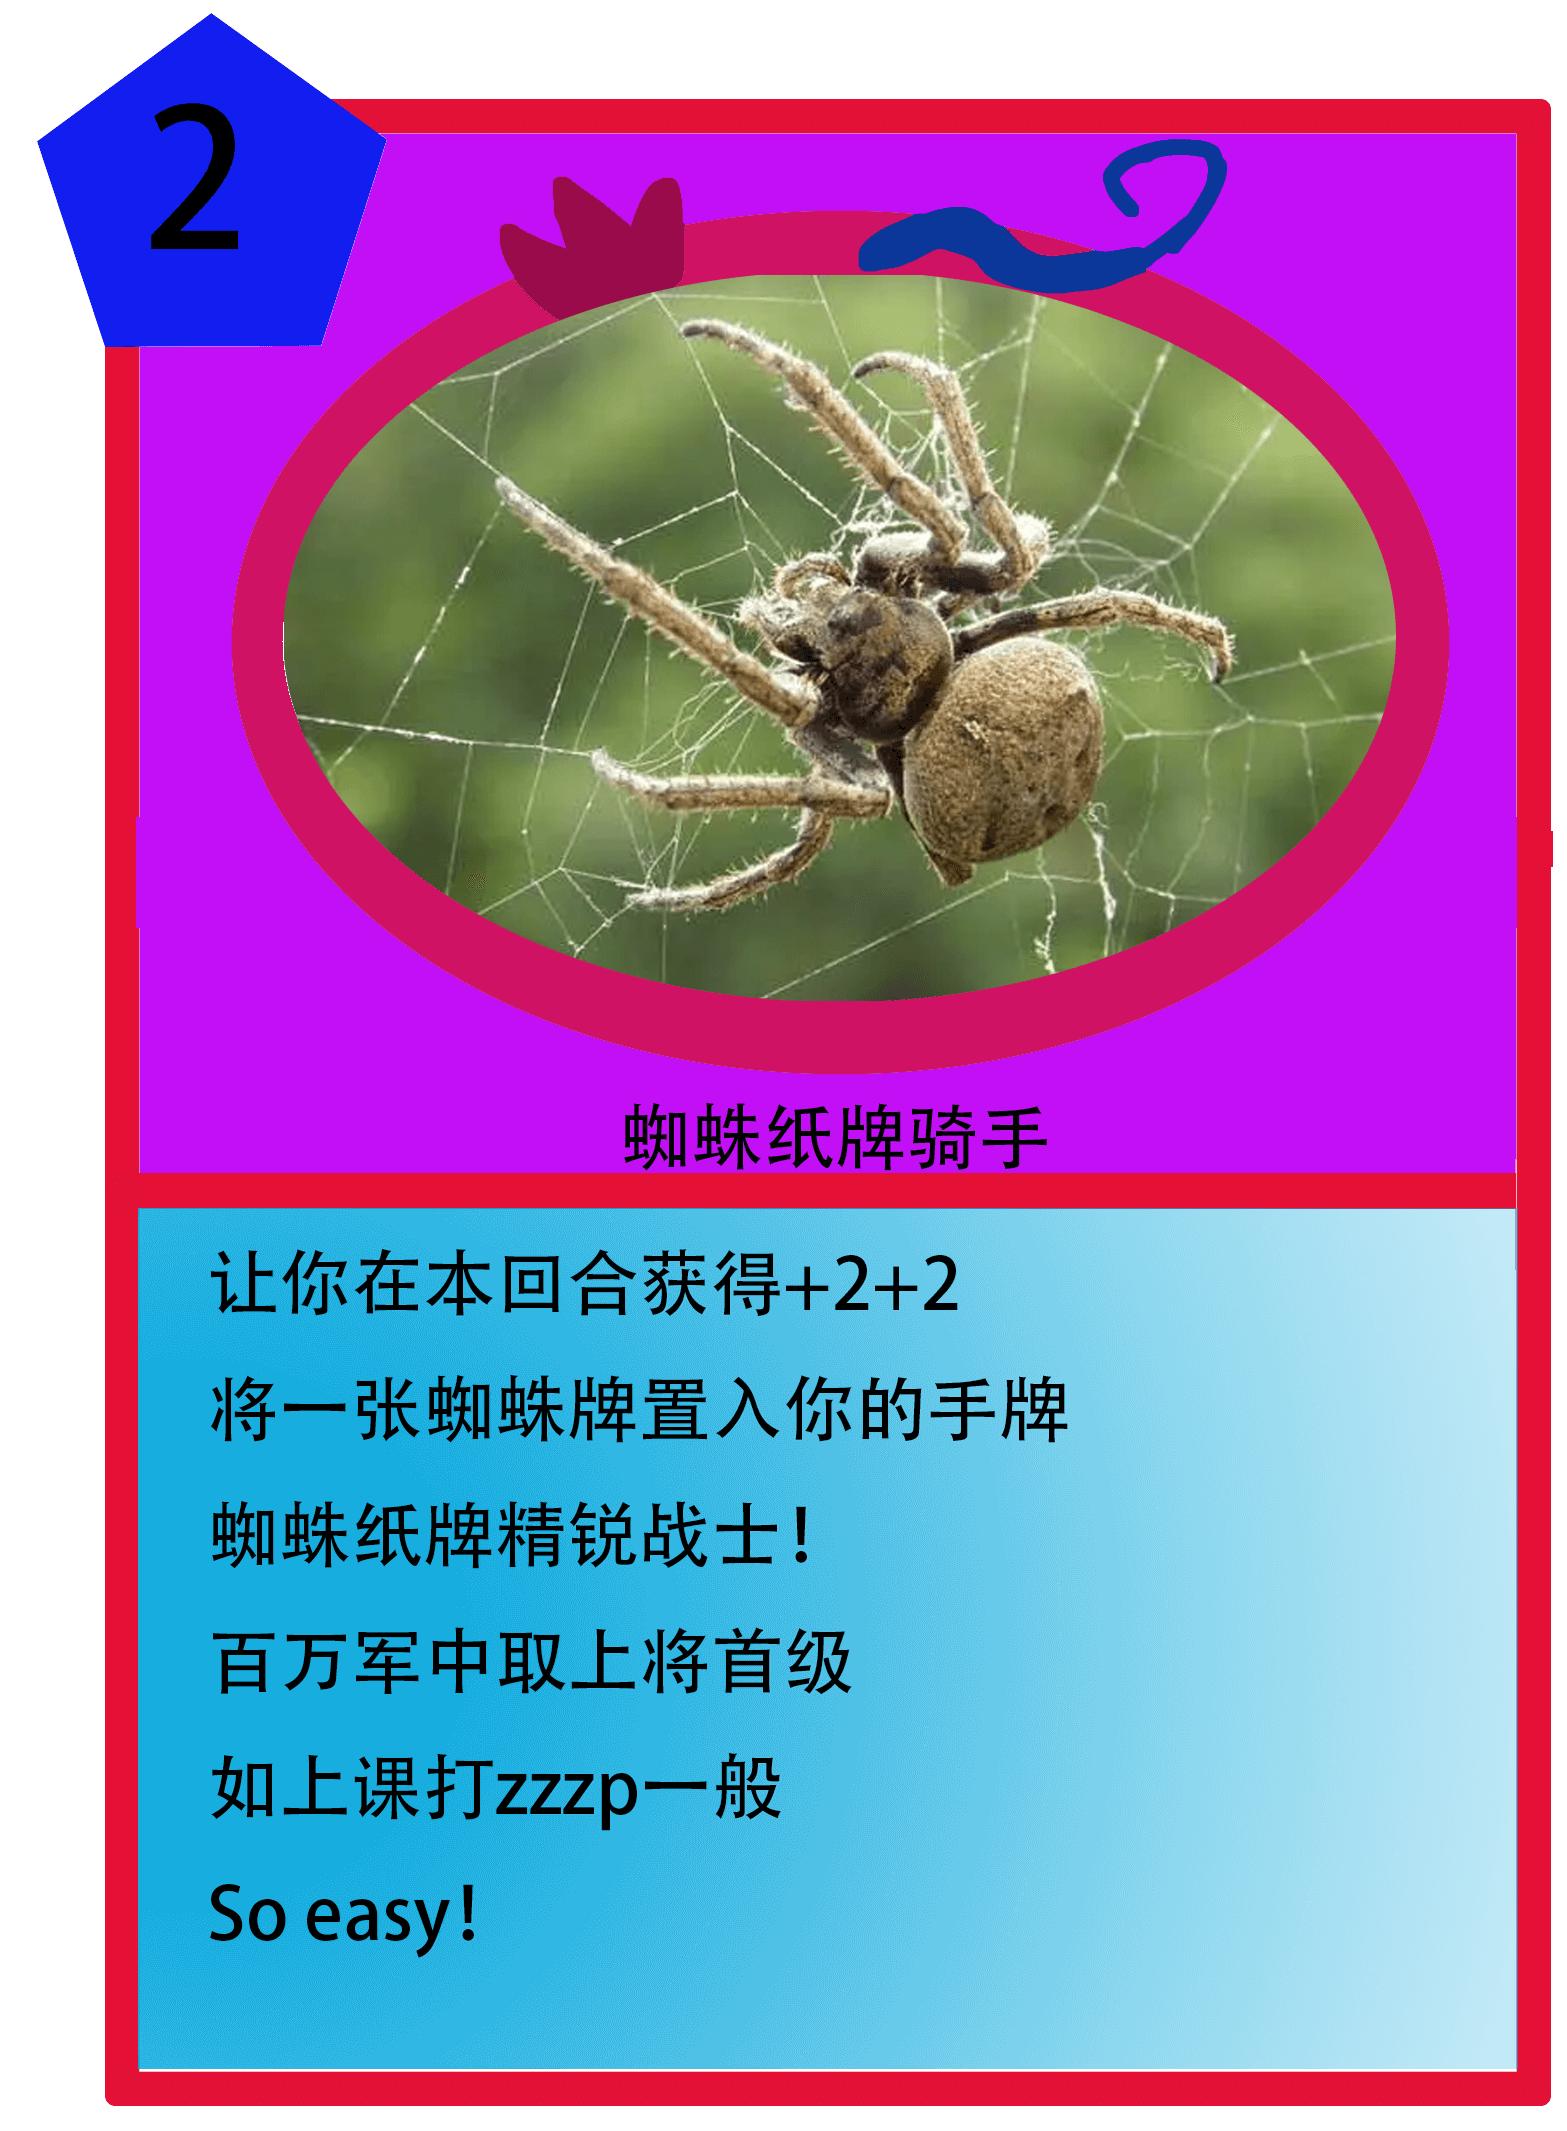 2
蜘蛛纸牌骑手
让你在本回合获得+2+2
将一张蜘蛛牌置入你的手牌
蜘蛛纸牌精锐战士！
百万军中取上将首级
如上课打zzzp一般
So easy！